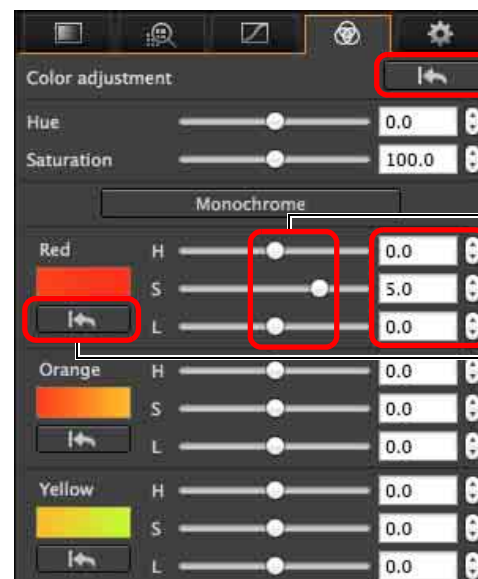 Color adjustment
Hue 0.0
Saturation 100.0
Monochrome
Red H 0.0
S 5.0
L 0.0
Orange H 0.0
S 0.0
L 0.0
Yellow H 0.0
S 0.0
L 0.0